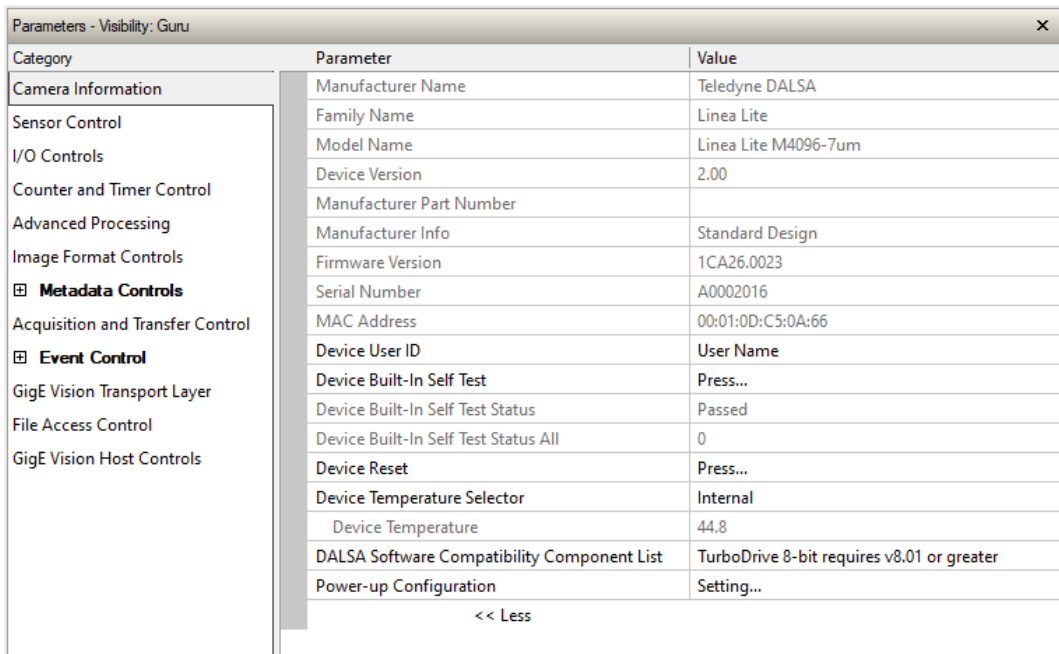 Parameters - Visibility: Guru ×
Category
Parameter Value
Camera Information
Sensor Control
I/O Controls
Counter and Timer Control
Advanced Processing
Image Format Controls
Metadata Controls
Acquisition and Transfer Control
Event Control
GigE Vision Transport Layer
File Access Control
GigE Vision Host Controls
Manufacturer Name Teledyne DALSA
Family Name Linea Lite
Model Name Linea Lite M4096-7um
Device Version 2.00
Manufacturer Part Number
Manufacturer Info Standard Design
Firmware Version 1CA26.0023
Serial Number A0002016
MAC Address 00:01:0D:C5:0A:66
Device User ID User Name
Device Built-In Self Test Press...
Device Built-In Self Test Status Passed
Device Built-In Self Test Status All 0
Device Reset Press...
Device Temperature Selector Internal
Device Temperature 44.8
DALSA Software Compatibility Component List TurboDrive 8-bit requires v8.01 or greater
Power-up Configuration Setting...
<< Less